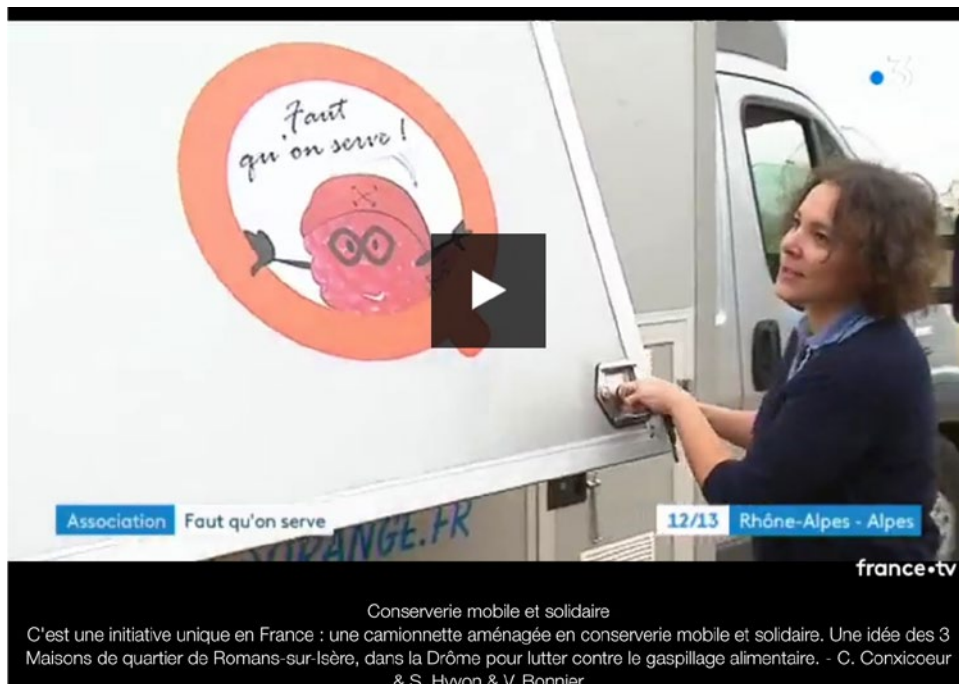 3
Faut
qu'on serve !
Association Faut qu'on serve
12/13 Rhône-Alpes - Alpes
ORANGE.FR
france•tv
Conserverie mobile et solidaire
C'est une initiative unique en France : une camionnette aménagée en conserverie mobile et solidaire. Une idée des 3
Maisons de quartier de Romans-sur-Isère, dans la Drôme pour lutter contre le gaspillage alimentaire. - C. Conxicoeur
& S. Hyvon & V. Bonnier